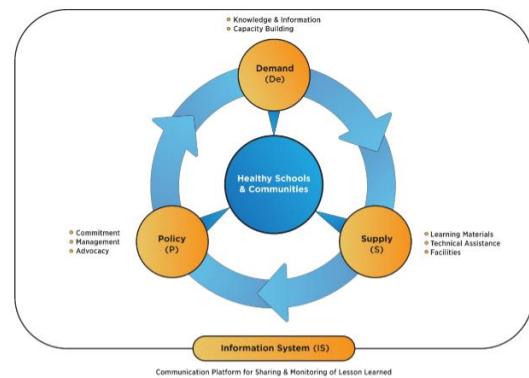 Knowledge & Information
Capacity Building
Demand
(De)
Healthy Schools
& Communities
Commitment
Management
Advocacy
Policy
(P)
Supply
(S)
Learning Materials
Technical Assistance
Facilities
Information System (IS)
Communication Platform for Sharing & Monitoring of Lesson Learned